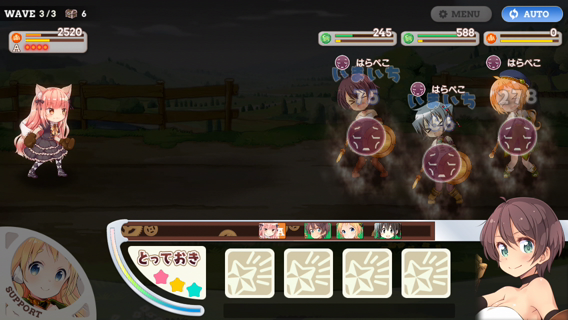 WAVE 3/3 6
MENU
AUTO
2520
A
245
588
0
はらぺこ
はらぺこ
はらぺこ
いまいち
いまいち
278
A
とっておき
SUPPORT